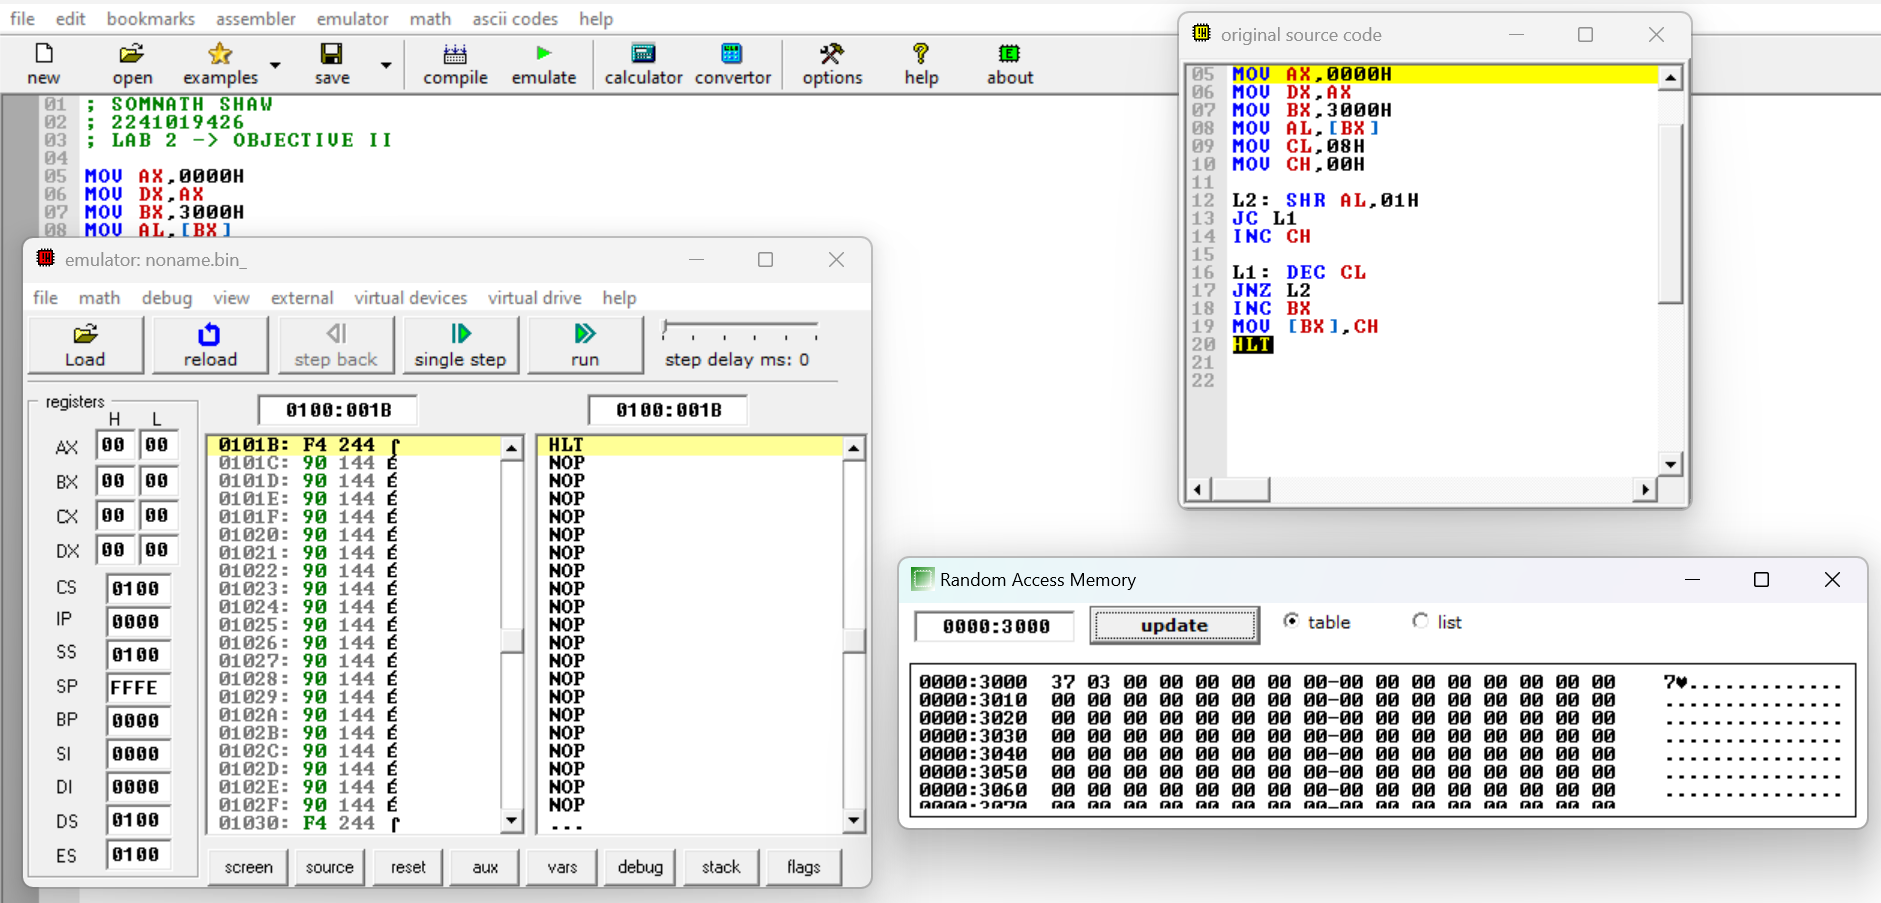 file edit bookmarks assembler emulator math ascii codes help
new open examples save compile emulate calculator convertor options help about
01 ; SOMNATH SHAW
02 ; 2241019426
03 ; LAB 2 -> OBJECTIVE II
04
05 MOV AX,0000H
06 MOV DX,AX
07 MOV BX,3000H
08 MOV AL,[BX]
original source code
05 MOV AX,0000H
06 MOV DX,AX
07 MOV BX,3000H
08 MOV AL,[BX]
09 MOV CL,08H
10 MOV CH,00H
11
12 L2: SHR AL,01H
13 JC L1
14 INC CH
15
16 L1: DEC CL
17 JNZ L2
18 INC BX
19 MOV [BX],CH
20 HLT
21
22
emulator: noname.bin_
file math debug view external virtual devices virtual drive help
Load reload step back single step run step delay ms: 0
registers
H L
AX 00 00
BX 00 00
CX 00 00
DX 00 00
CS 0100
IP 0000
SS 0100
SP FFFE
BP 0000
SI 0000
DI 0000
DS 0100
ES 0100
0100:001B 0100:001B
0101B: F4 244 ⌠ HLT
0101C: 90 144 É NOP
0101D: 90 144 É NOP
0101E: 90 144 É NOP
0101F: 90 144 É NOP
01020: 90 144 É NOP
01021: 90 144 É NOP
01022: 90 144 É NOP
01023: 90 144 É NOP
01024: 90 144 É NOP
01025: 90 144 É NOP
01026: 90 144 É NOP
01027: 90 144 É NOP
01028: 90 144 É NOP
01029: 90 144 É NOP
0102A: 90 144 É NOP
0102B: 90 144 É NOP
0102C: 90 144 É NOP
0102D: 90 144 É NOP
0102E: 90 144 É NOP
0102F: 90 144 É NOP
01030: F4 244 ⌠ ...
screen source reset aux vars debug stack flags
Random Access Memory
0000:3000 update table list
0000:3000 37 03 00 00 00 00 00 00-00 00 00 00 00 00 00 00 7♥..............
0000:3010 00 00 00 00 00 00 00 00-00 00 00 00 00 00 00 00 ................
0000:3020 00 00 00 00 00 00 00 00-00 00 00 00 00 00 00 00 ................
0000:3030 00 00 00 00 00 00 00 00-00 00 00 00 00 00 00 00 ................
0000:3040 00 00 00 00 00 00 00 00-00 00 00 00 00 00 00 00 ................
0000:3050 00 00 00 00 00 00 00 00-00 00 00 00 00 00 00 00 ................
0000:3060 00 00 00 00 00 00 00 00-00 00 00 00 00 00 00 00 ................
0000:3070 00 00 00 00 00 00 00 00-00 00 00 00 00 00 00 00